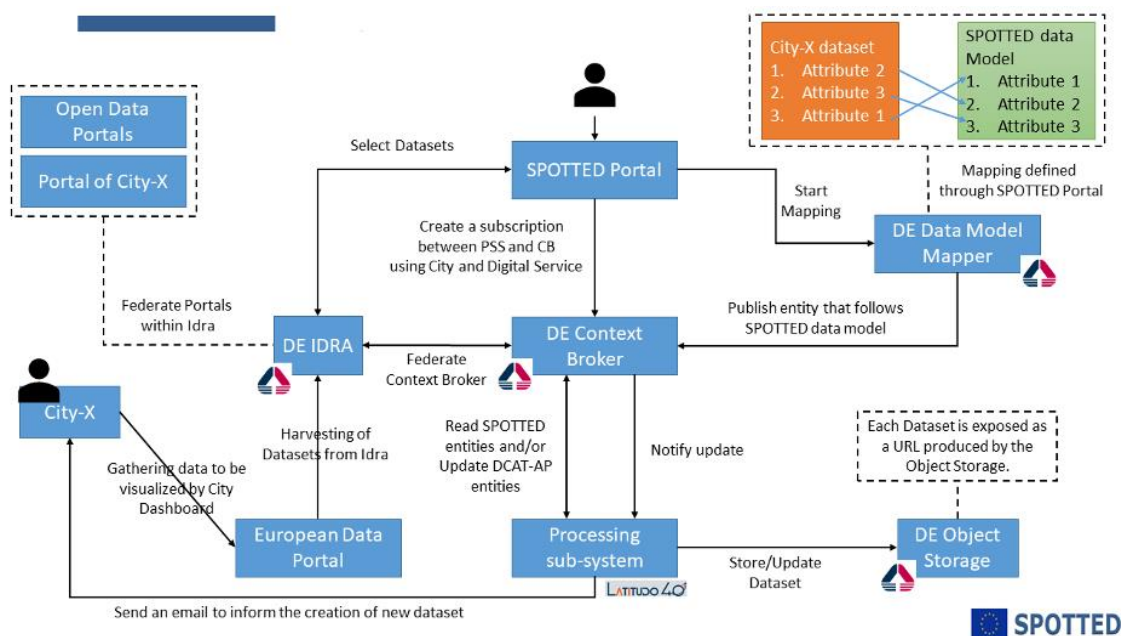 City-X dataset
1. Attribute 2
2. Attribute 3
3. Attribute 1
SPOTTED data
Model
1. Attribute 1
2. Attribute 2
3. Attribute 3
Open Data
Portals
Portal of City-X
Select Datasets
SPOTTED Portal
Start
Mapping
Mapping defined
through SPOTTED Portal
DE Data Model
Mapper
Create a subscription
between PSS and CB
using City and Digital Service
Federate Portals
within Idra
Publish entity that follows
SPOTTED data model
DE IDRA
Federate
Context Broker
DE Context
Broker
City-X
Gathering data to be
visualized by City
Dashboard
Harvesting of
Datasets from Idra
Read SPOTTED
entities and/or
Update DCAT-AP
entities
Notify update
Each Dataset is exposed as
a URL produced by the
Object Storage.
European Data
Portal
Processing
sub-system
LATITUDO 40
Store/Update
Dataset
DE Object
Storage
Send an email to inform the creation of new dataset
SPOTTED